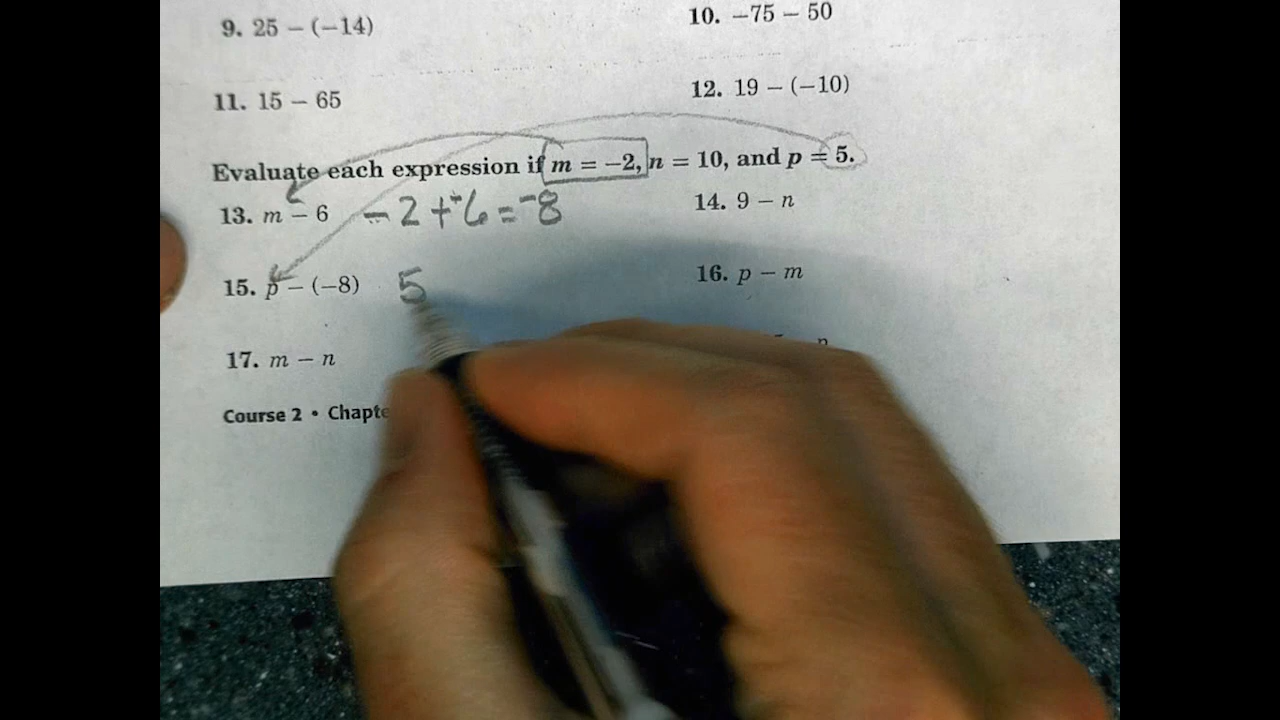 9. 25 – (–14)
10. –75 – 50
11. 15 – 65
12. 19 – (–10)
Evaluate each expression if m = –2, n = 10, and p = 5.
13. m – 6 – 2 + -6 = -8
14. 9 – n
15. p – (–8) 5
16. p – m
17. m – n
n
Course 2 • Chapte